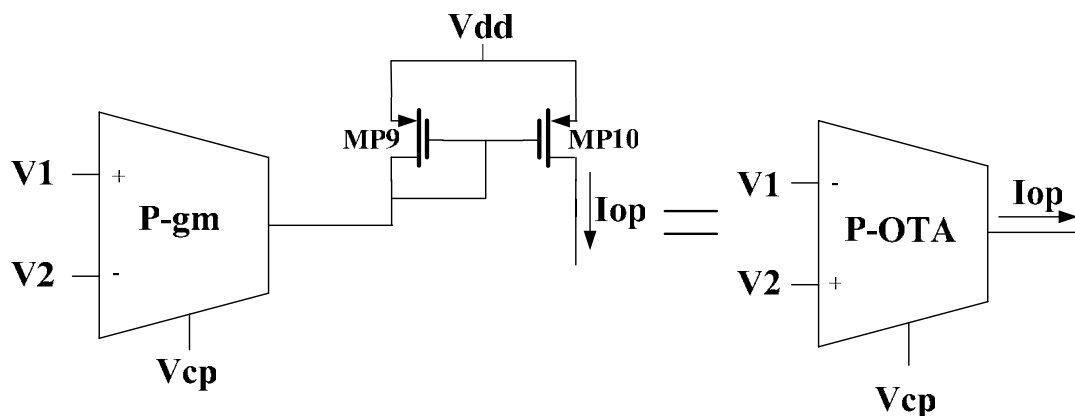 Vdd
MP9
MP10
V1
+
P-gm
V2
-
Vcp
Iop
=
V1
-
P-OTA
V2
+
Iop
Vcp